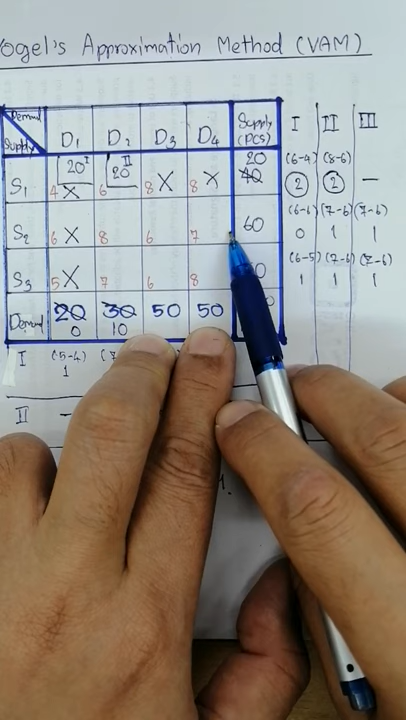 Vogel's Approximation Method (VAM)
Demand
Supply D1 D2 D3 D4 Supply (pcs) I II III
S1 20 I 4 X 20 II 6 8 X 8 X 20 40 (6-4) 2 (8-6) 2 —
S2 6 X 8 6 7 60 (6-6) 0 (7-6) 1 (7-6) 1
S3 5 X 7 6 8 (6-5) 1 (7-6) 1 (7-6) 1
Demand 20 0 30 10 50 50
I (5-4) 1
II —